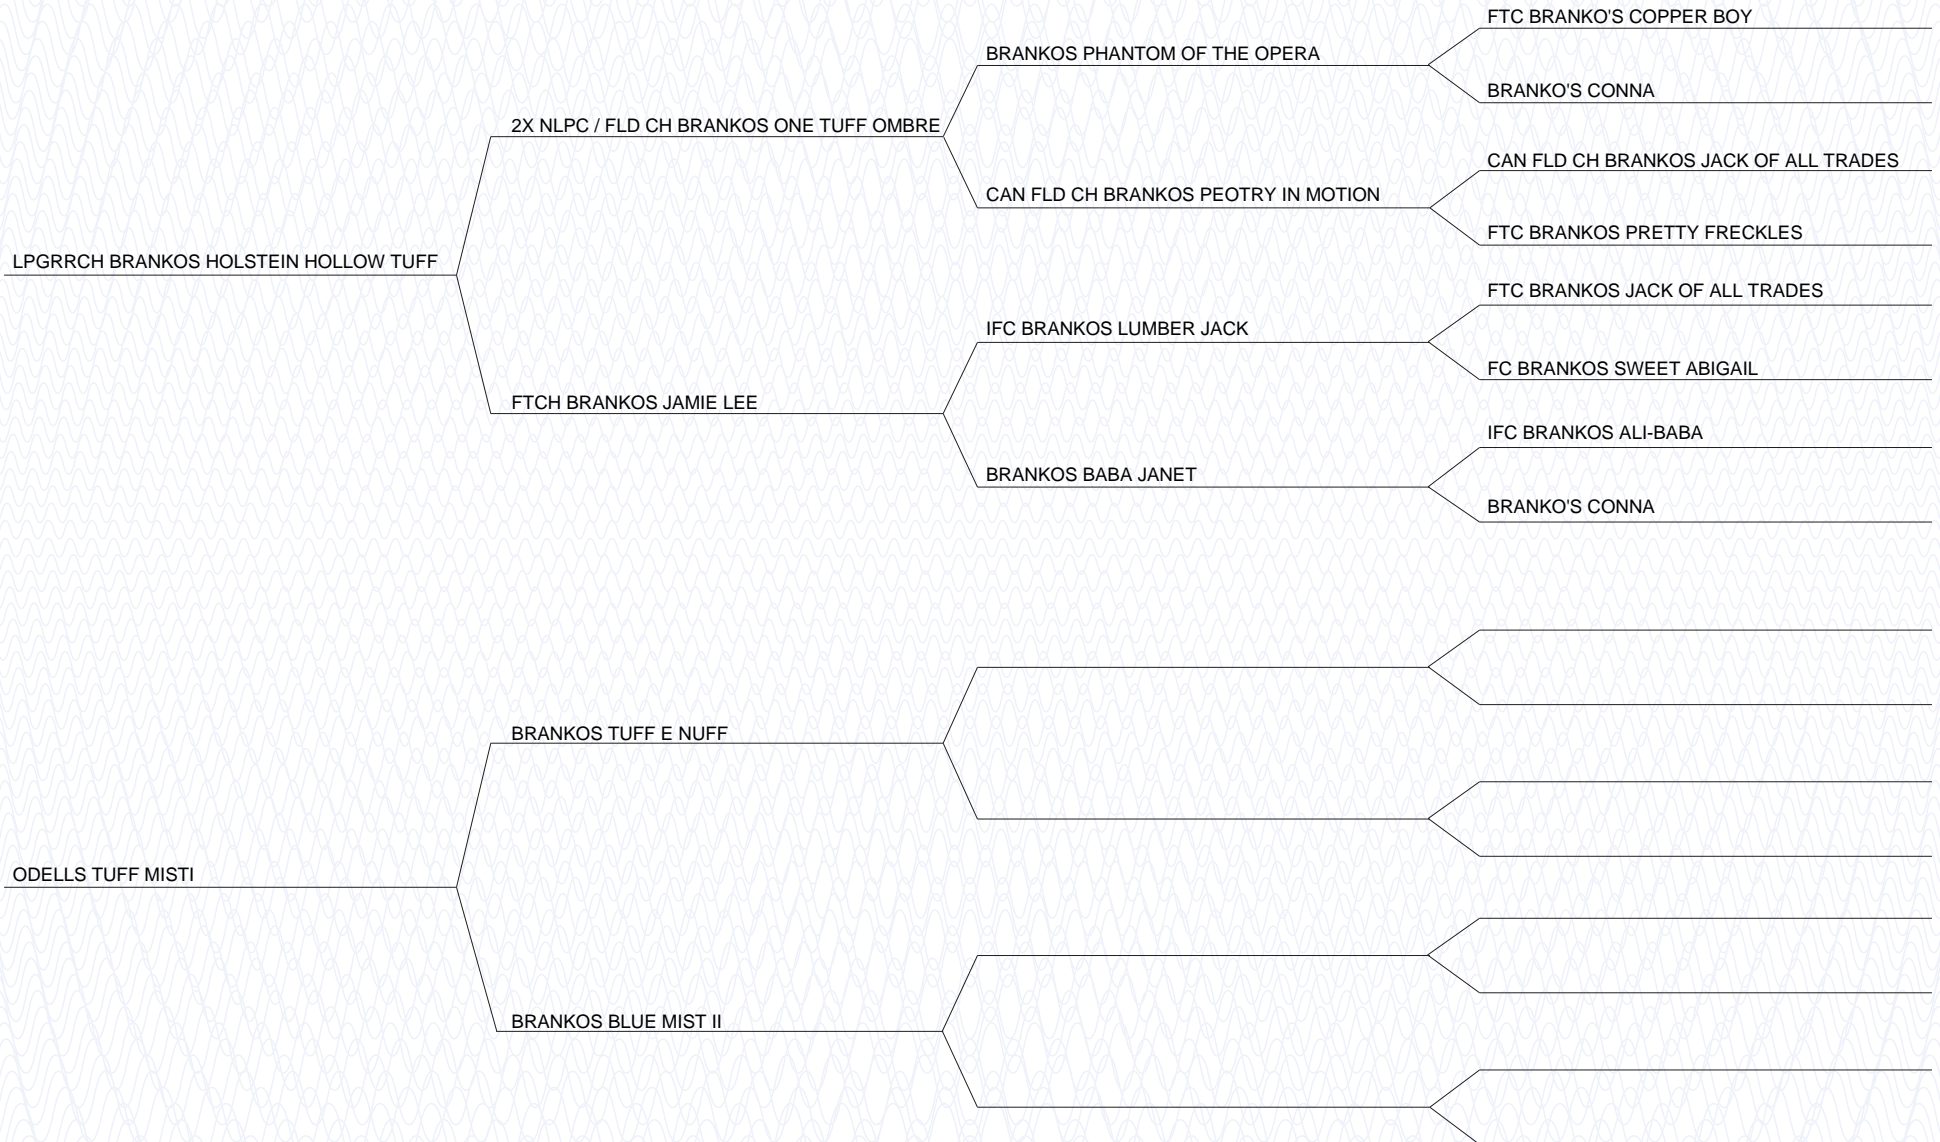 FTC BRANKO'S COPPER BOY
BRANKOS PHANTOM OF THE OPERA
BRANKO'S CONNA
2X NLPC / FLD CH BRANKOS ONE TUFF OMBRE
CAN FLD CH BRANKOS JACK OF ALL TRADES
CAN FLD CH BRANKOS PEOTRY IN MOTION
FTC BRANKOS PRETTY FRECKLES
LPGRRCH BRANKOS HOLSTEIN HOLLOW TUFF
FTC BRANKOS JACK OF ALL TRADES
IFC BRANKOS LUMBER JACK
FC BRANKOS SWEET ABIGAIL
FTCH BRANKOS JAMIE LEE
IFC BRANKOS ALI-BABA
BRANKOS BABA JANET
BRANKO'S CONNA
BRANKOS TUFF E NUFF
ODELLS TUFF MISTI
BRANKOS BLUE MIST II